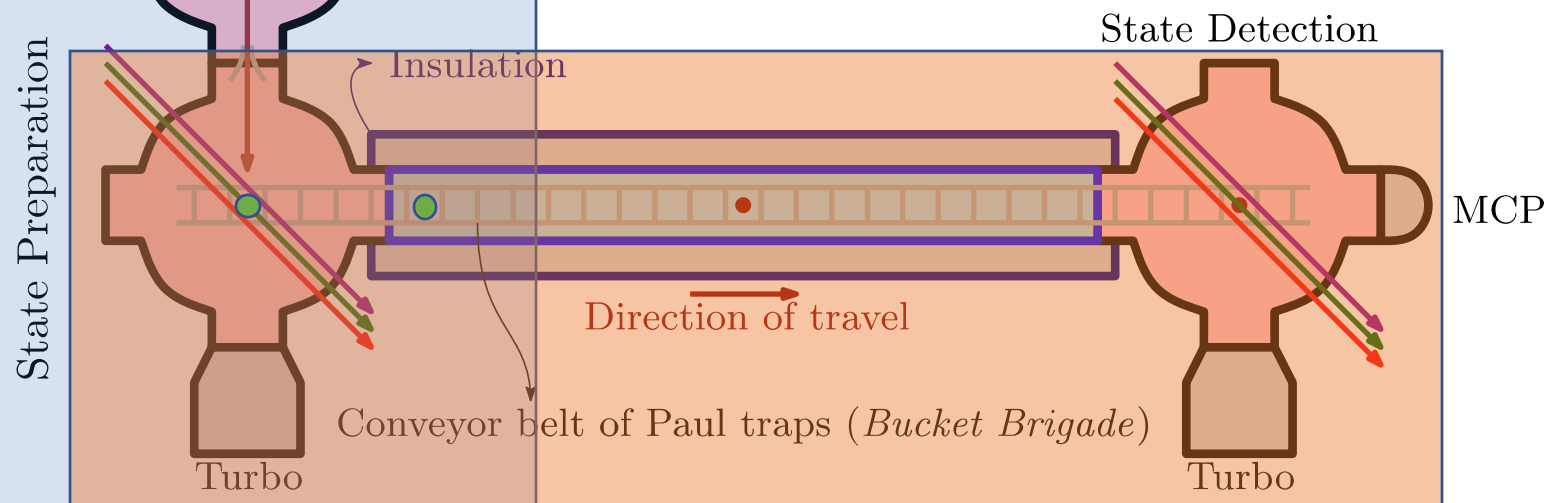 State Detection
Insulation
State Preparation
MCP
Direction of travel
Conveyor belt of Paul traps (Bucket Brigade)
Turbo
Turbo